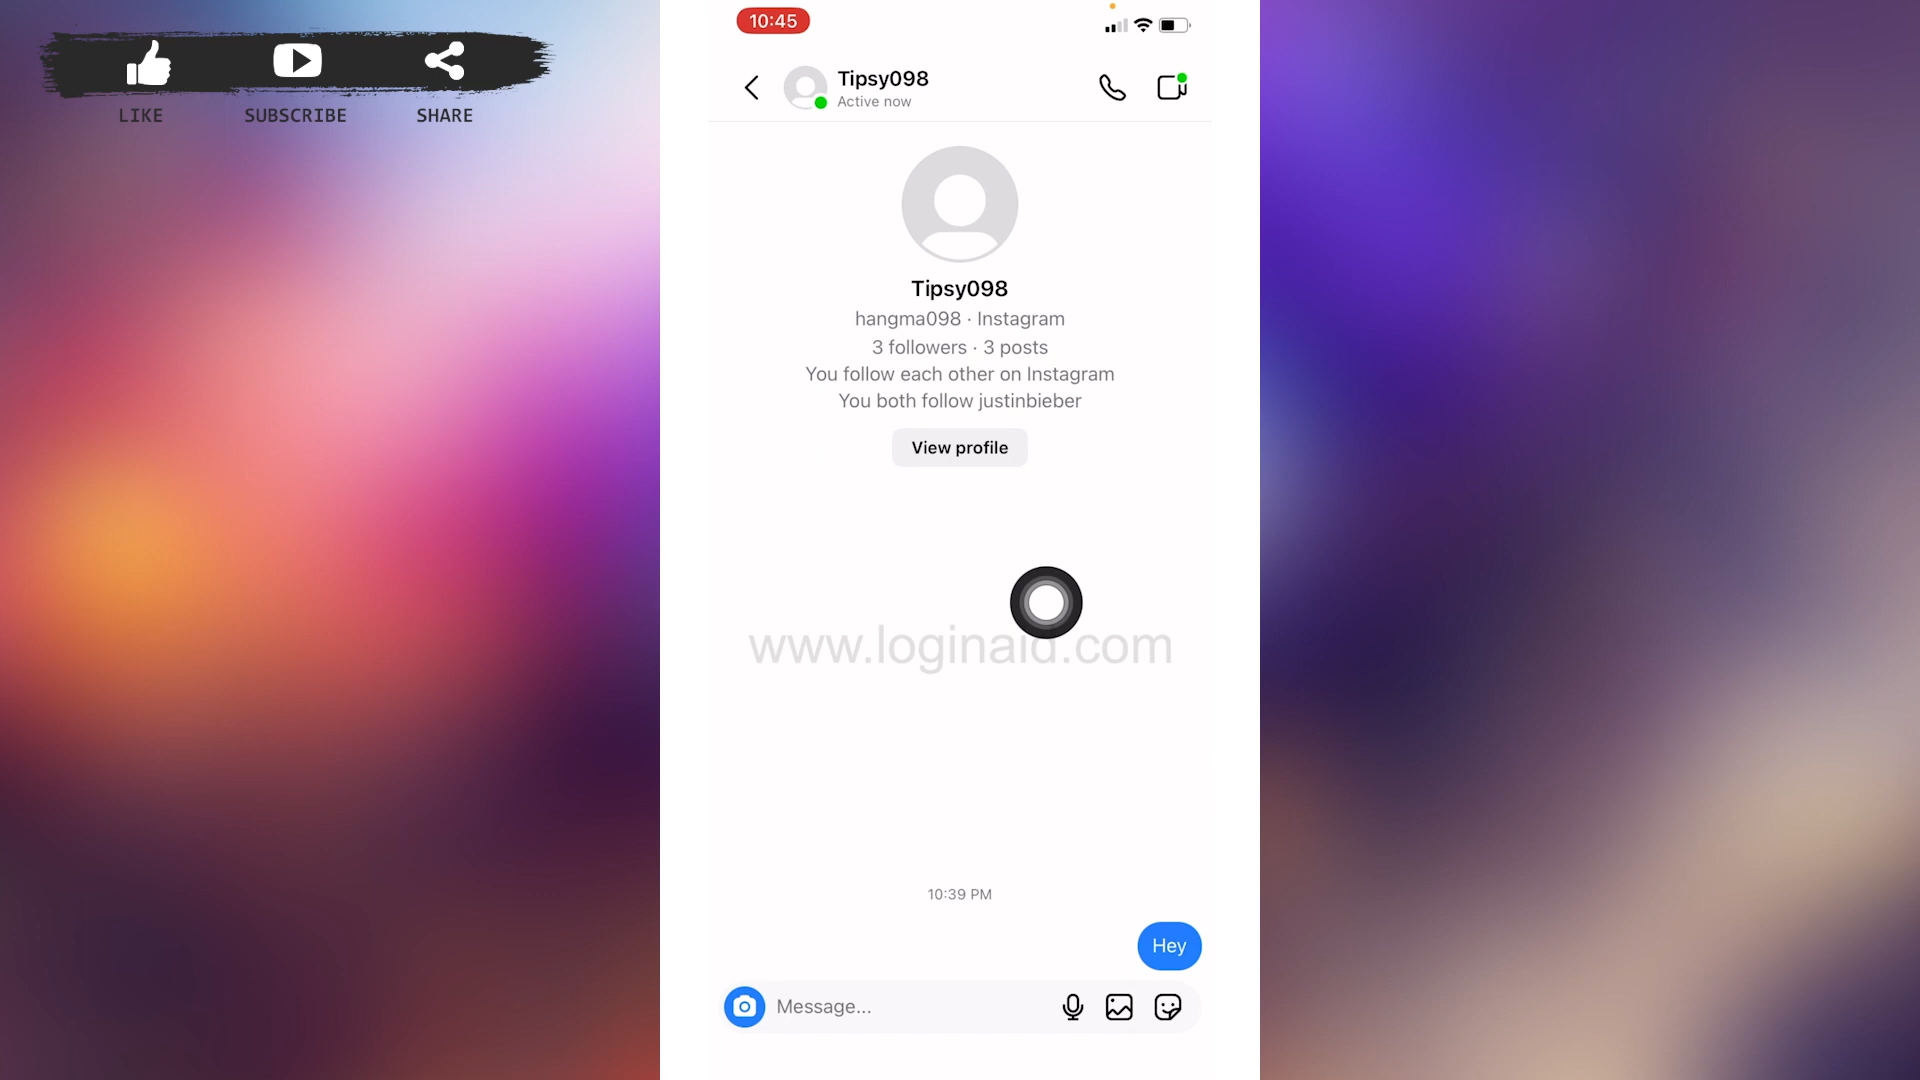 LIKE
SUBSCRIBE
SHARE
10:45
Tipsy098
Active now
Tipsy098
hangma098 · Instagram
3 followers · 3 posts
You follow each other on Instagram
You both follow justinbieber
View profile
www.loginaid.com
10:39 PM
Hey
Message...